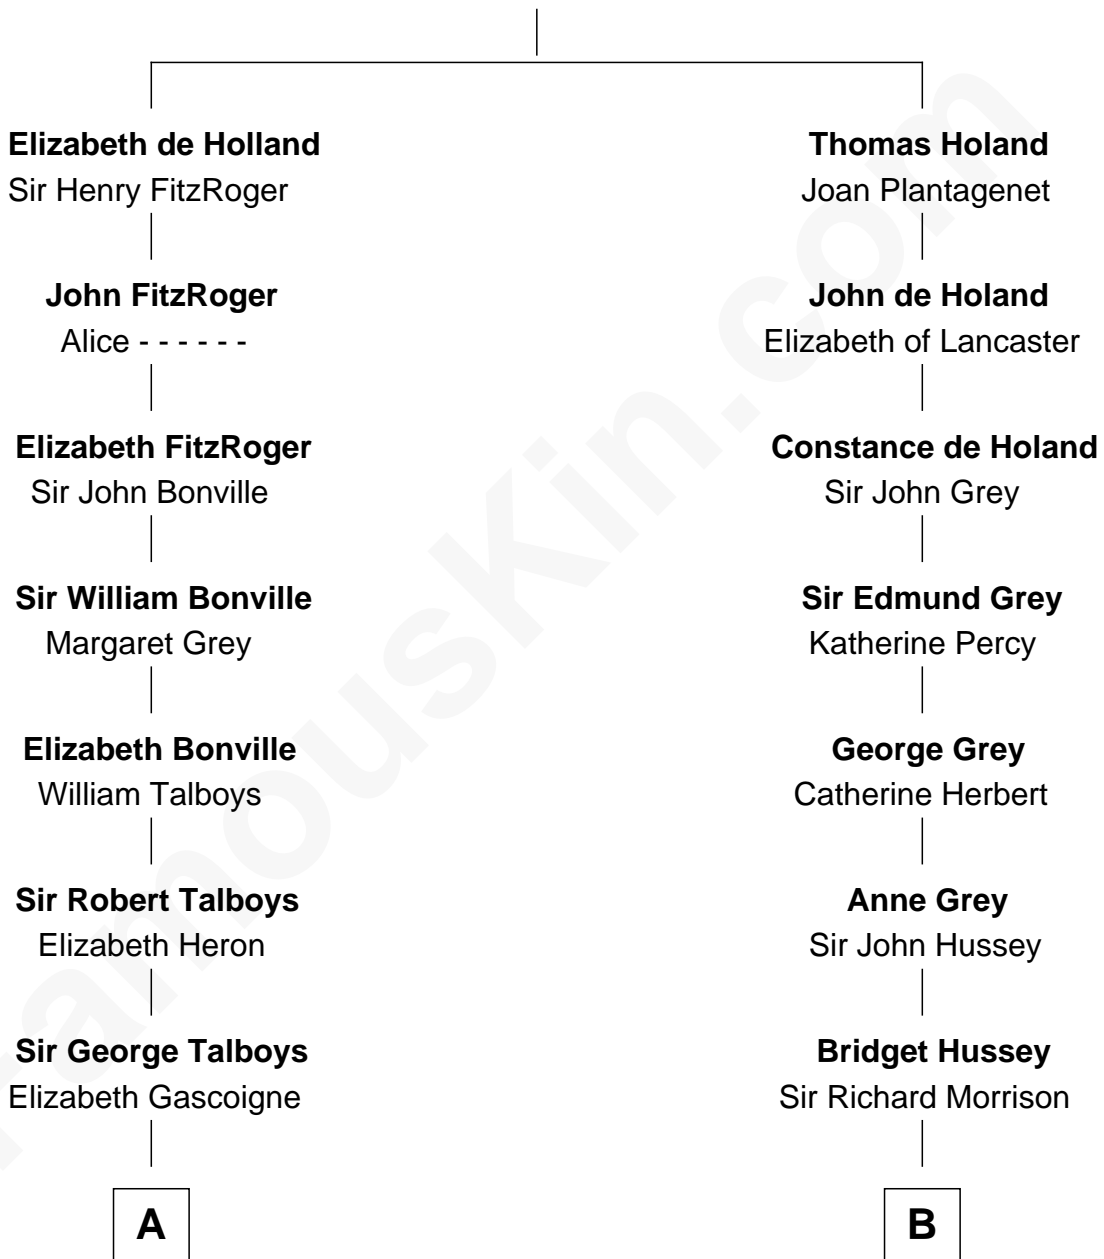 Elizabeth de Holland
Sir Henry FitzRoger
John FitzRoger
Alice - - - - - -
Elizabeth FitzRoger
Sir John Bonville
Sir William Bonville
Margaret Grey
Elizabeth Bonville
William Talboys
Sir Robert Talboys
Elizabeth Heron
Sir George Talboys
Elizabeth Gascoigne
A
Thomas Holand
Joan Plantagenet
John de Holand
Elizabeth of Lancaster
Constance de Holand
Sir John Grey
Sir Edmund Grey
Katherine Percy
George Grey
Catherine Herbert
Anne Grey
Sir John Hussey
Bridget Hussey
Sir Richard Morrison
B
FamousKin.com